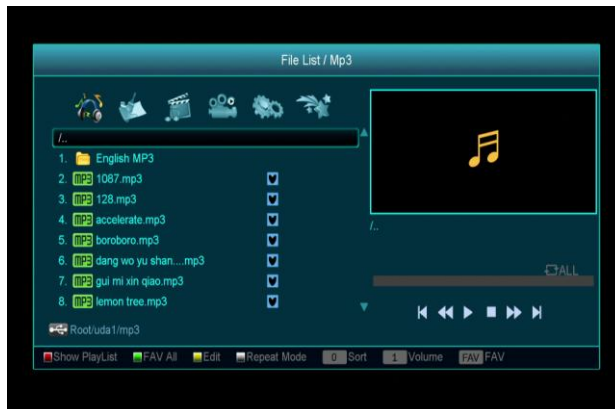 File List / Mp3
/..
1. English MP3
2. MP3 1087.mp3
3. MP3 128.mp3
4. MP3 accelerate.mp3
5. MP3 boroboro.mp3
6. MP3 dang wo yu shan....mp3
7. MP3 gui mi xin qiao.mp3
8. MP3 lemon tree.mp3
/..
ALL
Root/uda1/mp3
Show PlayList FAV All Edit Repeat Mode 0 Sort 1 Volume FAV FAV